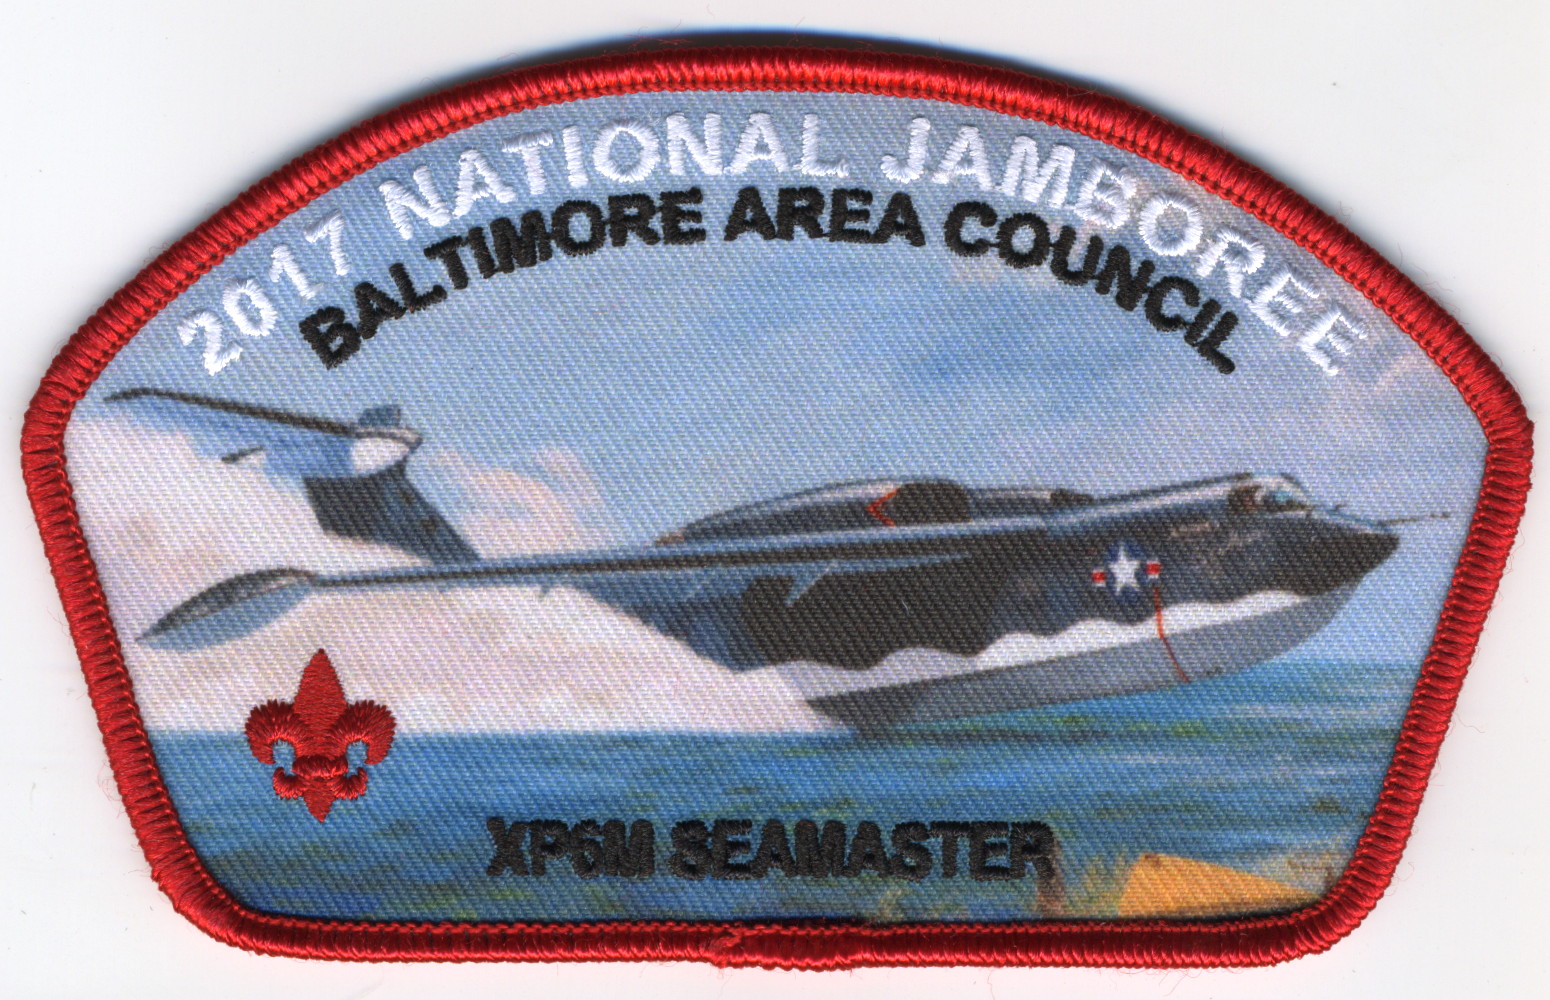 2017 NATIONAL JAMBOREE
BALTIMORE AREA COUNCIL
XP6M SEAMASTER